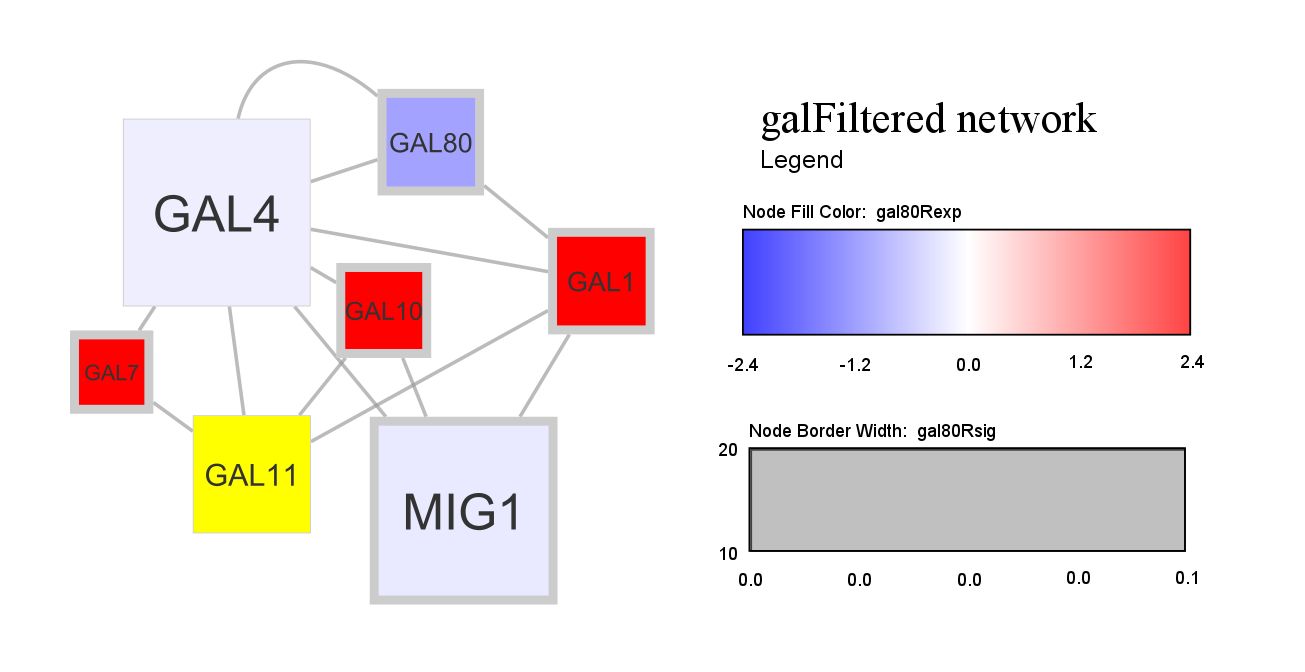 GAL80
GAL4
GAL1
GAL10
GAL7
GAL11
MIG1
galFiltered network
Legend
Node Fill Color: gal80Rexp
-2.4 -1.2 0.0 1.2 2.4
Node Border Width: gal80Rsig
20
10
0.0 0.0 0.0 0.0 0.1